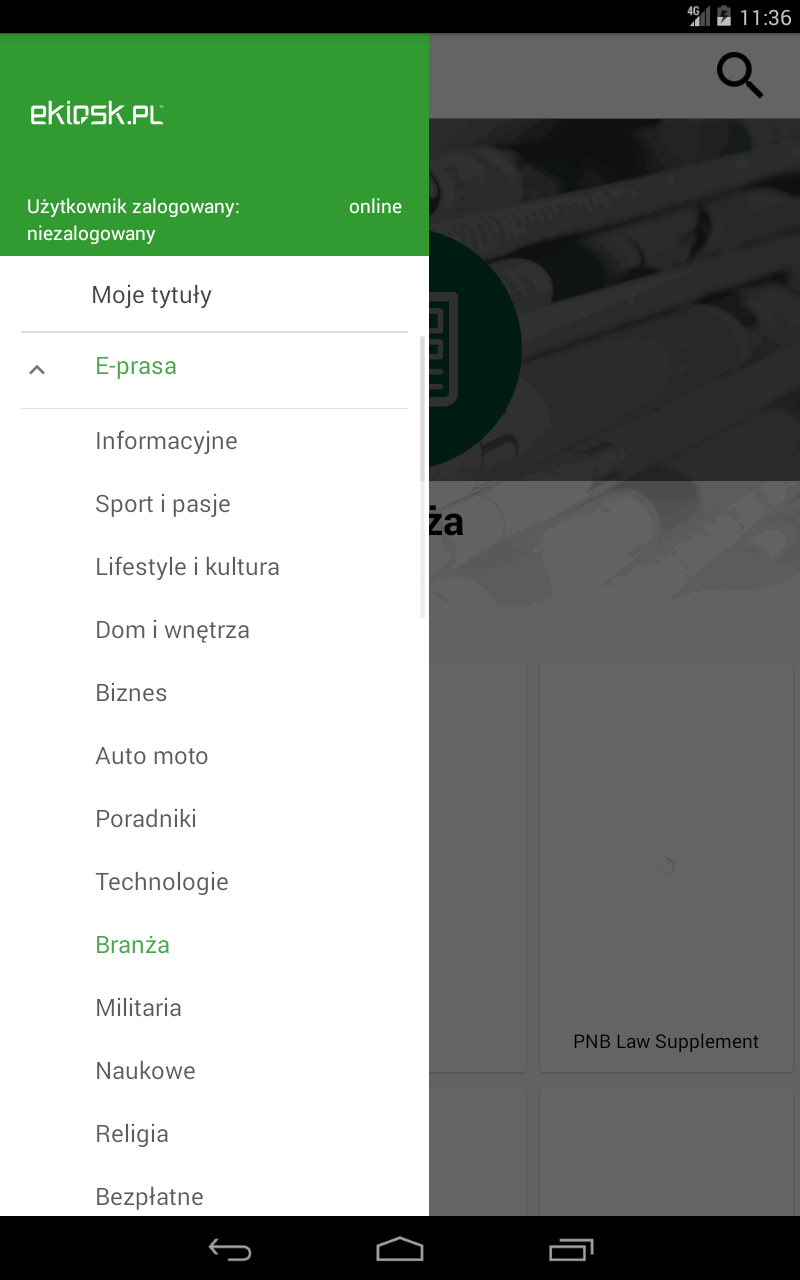 4G 11:36
ekiosk.PL
Użytkownik zalogowany: online
niezalogowany
Moje tytuły
E-prasa
Informacyjne
Sport i pasje
Lifestyle i kultura
Dom i wnętrza
Biznes
Auto moto
Poradniki
Technologie
Branża
Militaria
Naukowe
Religia
Bezpłatne
ża
PNB Law Supplement